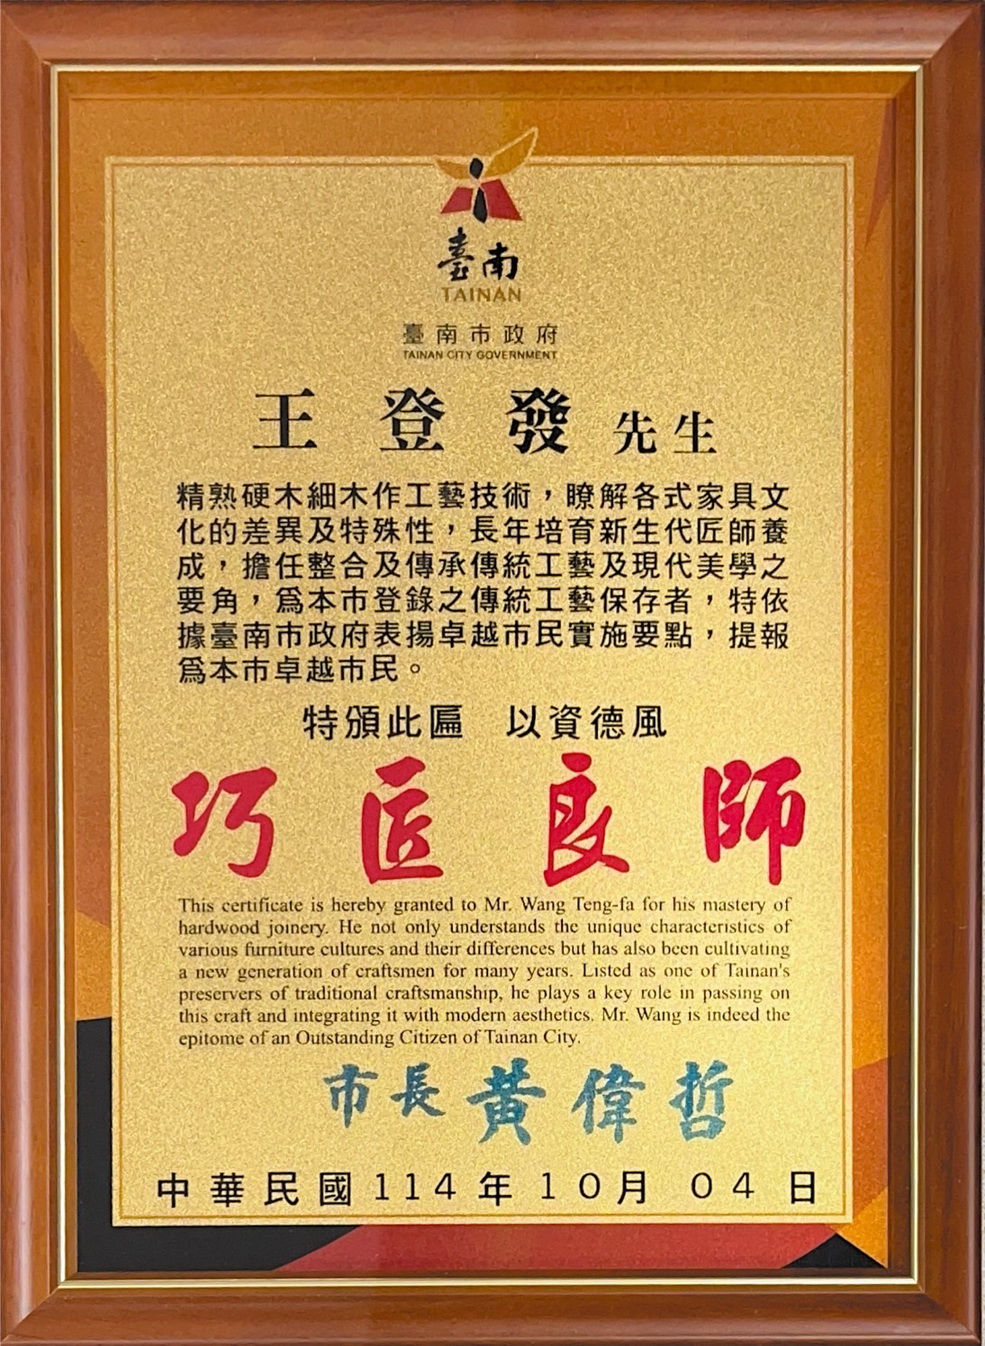 臺南
TAINAN
臺南市政府
TAINAN CITY GOVERNMENT
王登發先生
精熟硬木細木作工藝技術，瞭解各式家具文
化的差異及特殊性，長年培育新生代匠師養
成，擔任整合及傳承傳統工藝及現代美學之
要角，爲本市登錄之傳統工藝保存者，特依
據臺南市政府表揚卓越市民實施要點，提報
爲本市卓越市民。
特頒此匾 以資德風
巧匠良師
This certificate is hereby granted to Mr. Wang Teng-fa for his mastery of
hardwood joinery. He not only understands the unique characteristics of
various furniture cultures and their differences but has also been cultivating
a new generation of craftsmen for many years. Listed as one of Tainan's
preservers of traditional craftsmanship, he plays a key role in passing on
this craft and integrating it with modern aesthetics. Mr. Wang is indeed the
epitome of an Outstanding Citizen of Tainan City.
市長黃偉哲
中華民國114年10月04日